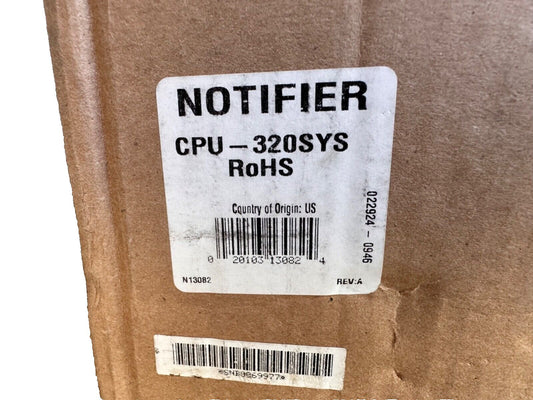 NOTIFIER
CPU – 320SYS
RoHS
Country of Origin: US
0 20103 13082 4
N13082
REV:A
022924 - 0946